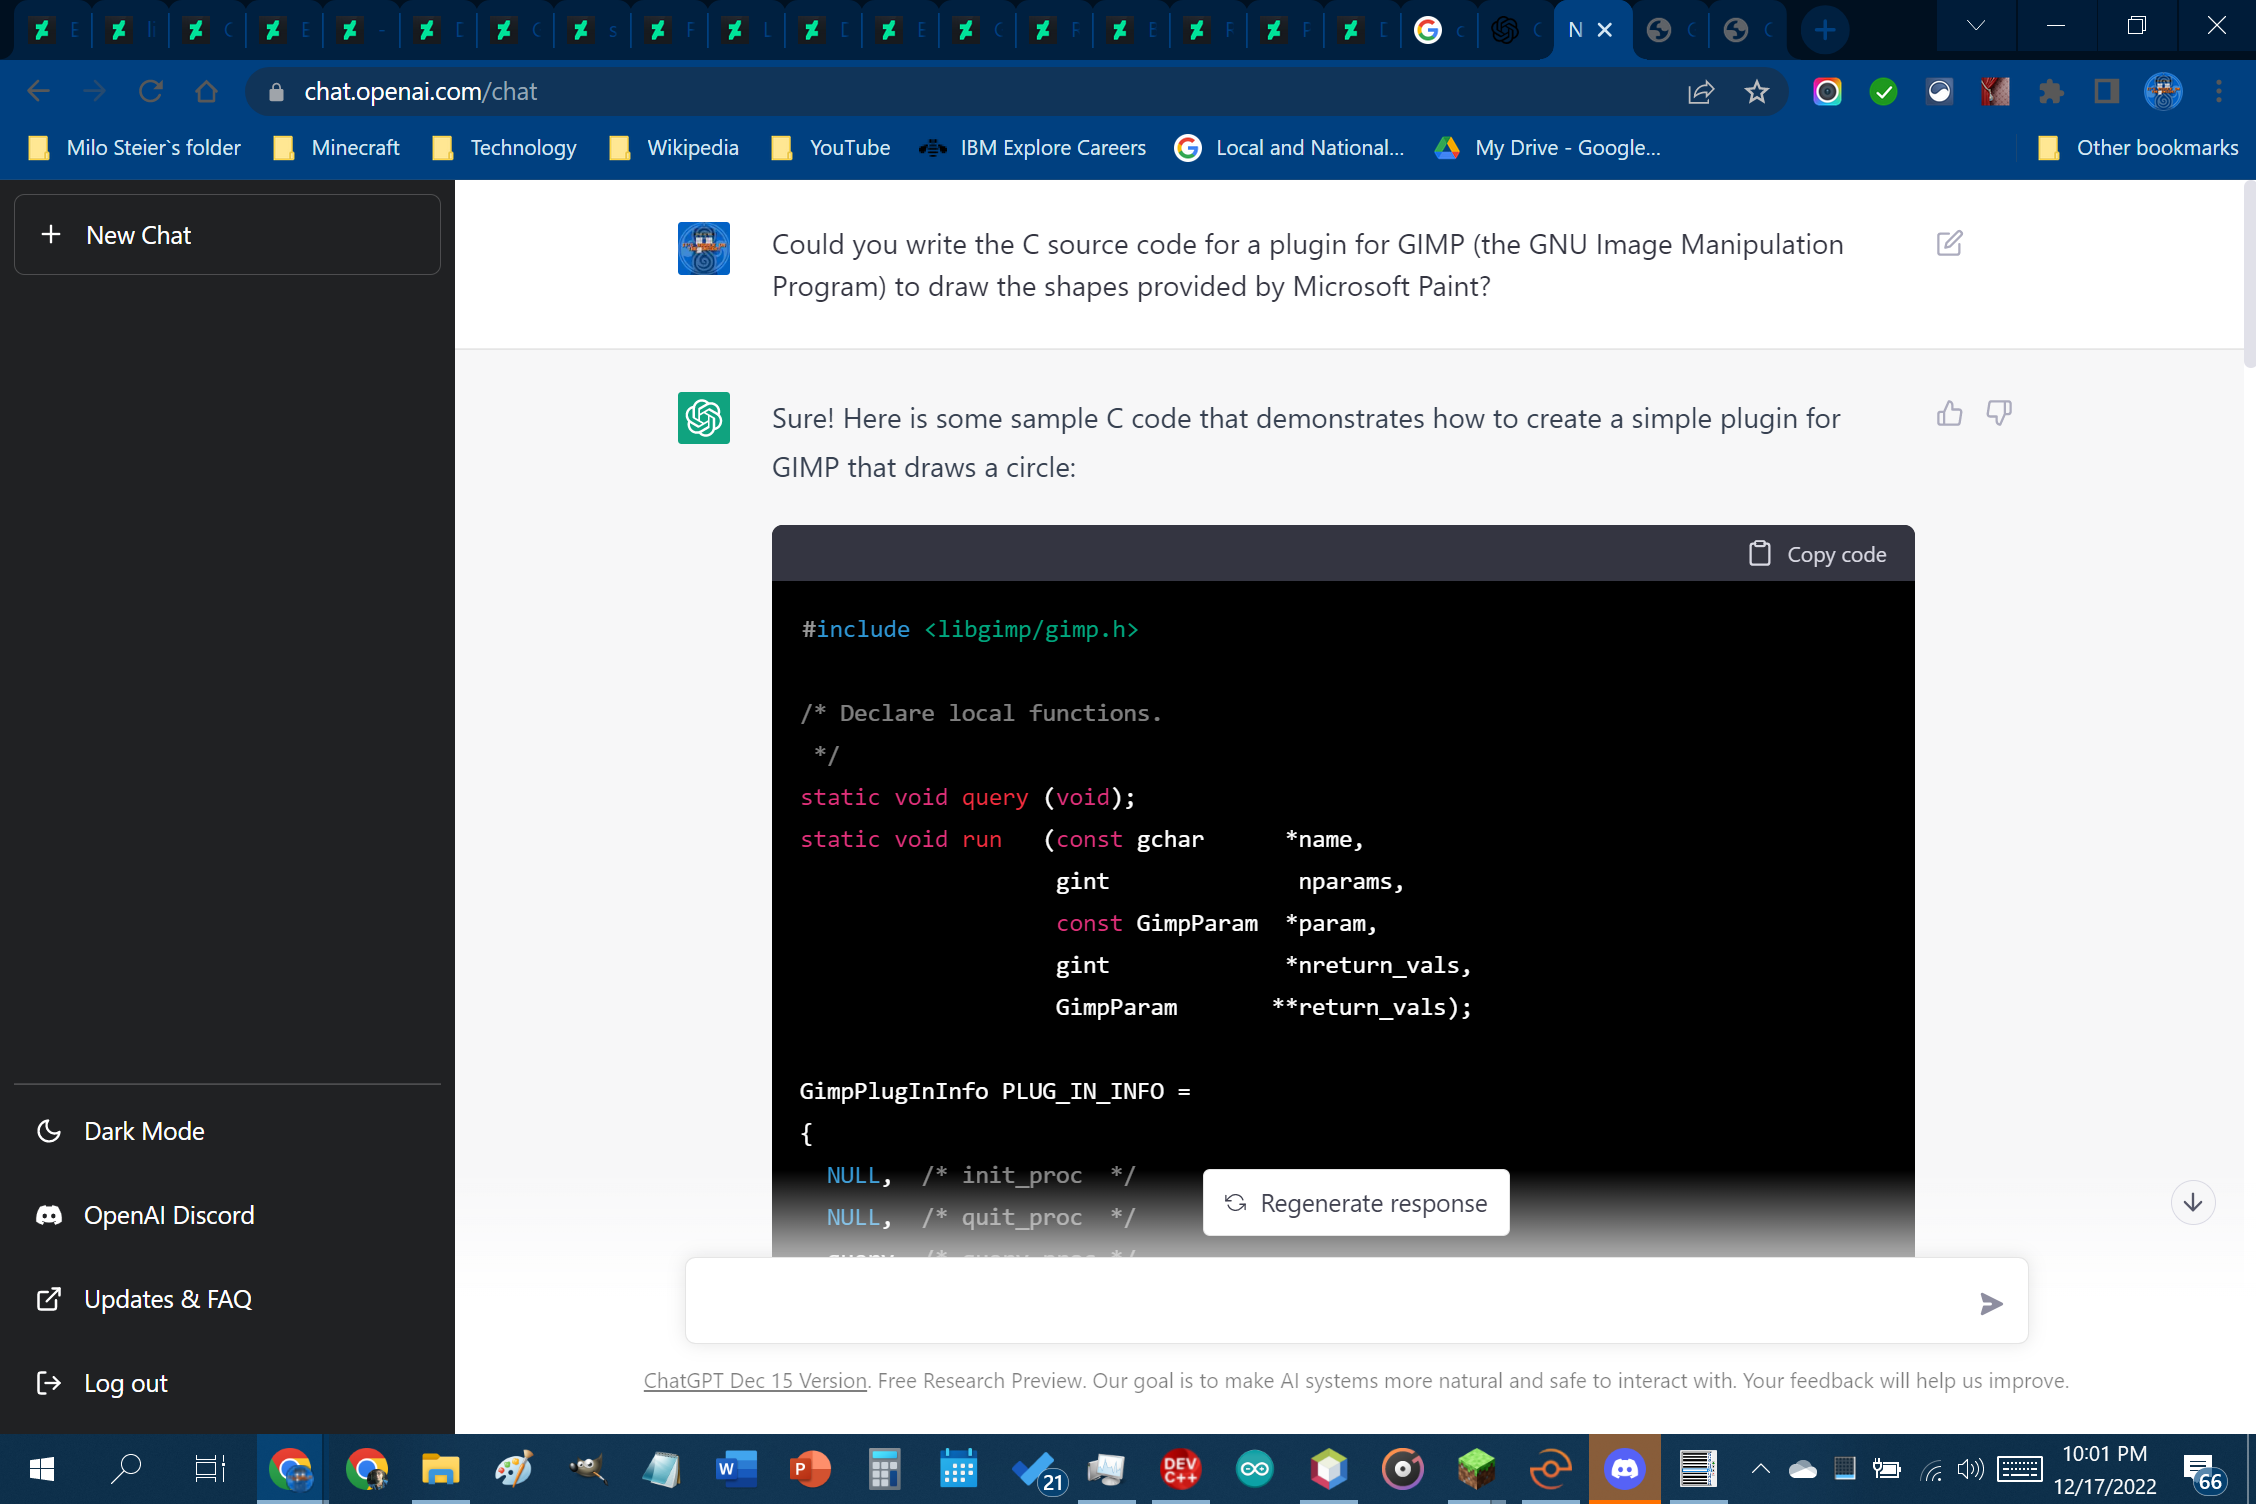 N
chat.openai.com/chat
Milo Steier`s folder
Minecraft
Technology
Wikipedia
YouTube
IBM Explore Careers
Local and National...
My Drive - Google...
Other bookmarks
New Chat
Could you write the C source code for a plugin for GIMP (the GNU Image Manipulation
Program) to draw the shapes provided by Microsoft Paint?
Sure! Here is some sample C code that demonstrates how to create a simple plugin for
GIMP that draws a circle:
Copy code
#include <libgimp/gimp.h>
/* Declare local functions.
*/
static void query (void);
static void run (const gchar *name,
gint nparams,
const GimpParam *param,
gint *nreturn_vals,
GimpParam **return_vals);
GimpPlugInInfo PLUG_IN_INFO =
{
NULL, /* init_proc */
NULL, /* quit_proc */
query, /* query_proc */
Regenerate response
Dark Mode
OpenAI Discord
Updates & FAQ
Log out
ChatGPT Dec 15 Version. Free Research Preview. Our goal is to make AI systems more natural and safe to interact with. Your feedback will help us improve.
W
P
21
DEV
C++
10:01 PM
12/17/2022
66